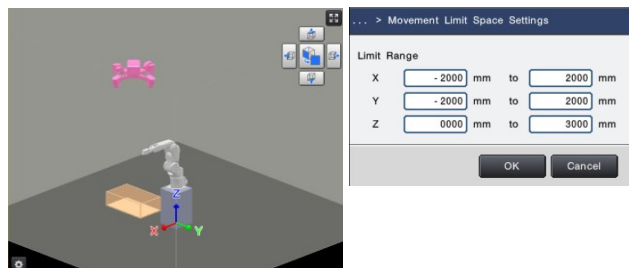 Z
X
Y
... > Movement Limit Space Settings
Limit Range
X - 2000 mm to 2000 mm
Y - 2000 mm to 2000 mm
Z 0000 mm to 3000 mm
OK Cancel